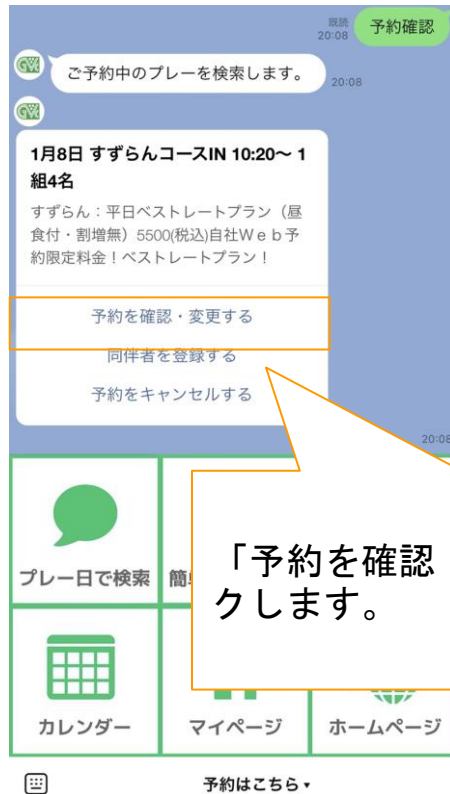 既読
20:08
予約確認
ご予約中のプレーを検索します。
20:08
1月8日 すずらんコースIN 10:20〜 1
組4名
すずらん：平日ベストレートプラン（昼
食付・割増無）5500(税込)自社Ｗｅｂ予
約限定料金！ベストレートプラン！
予約を確認・変更する
同伴者を登録する
予約をキャンセルする
20:08
プレー日で検索
簡
「予約を確認
クします。
カレンダー
マイページ
ホームページ
予約はこちら▾